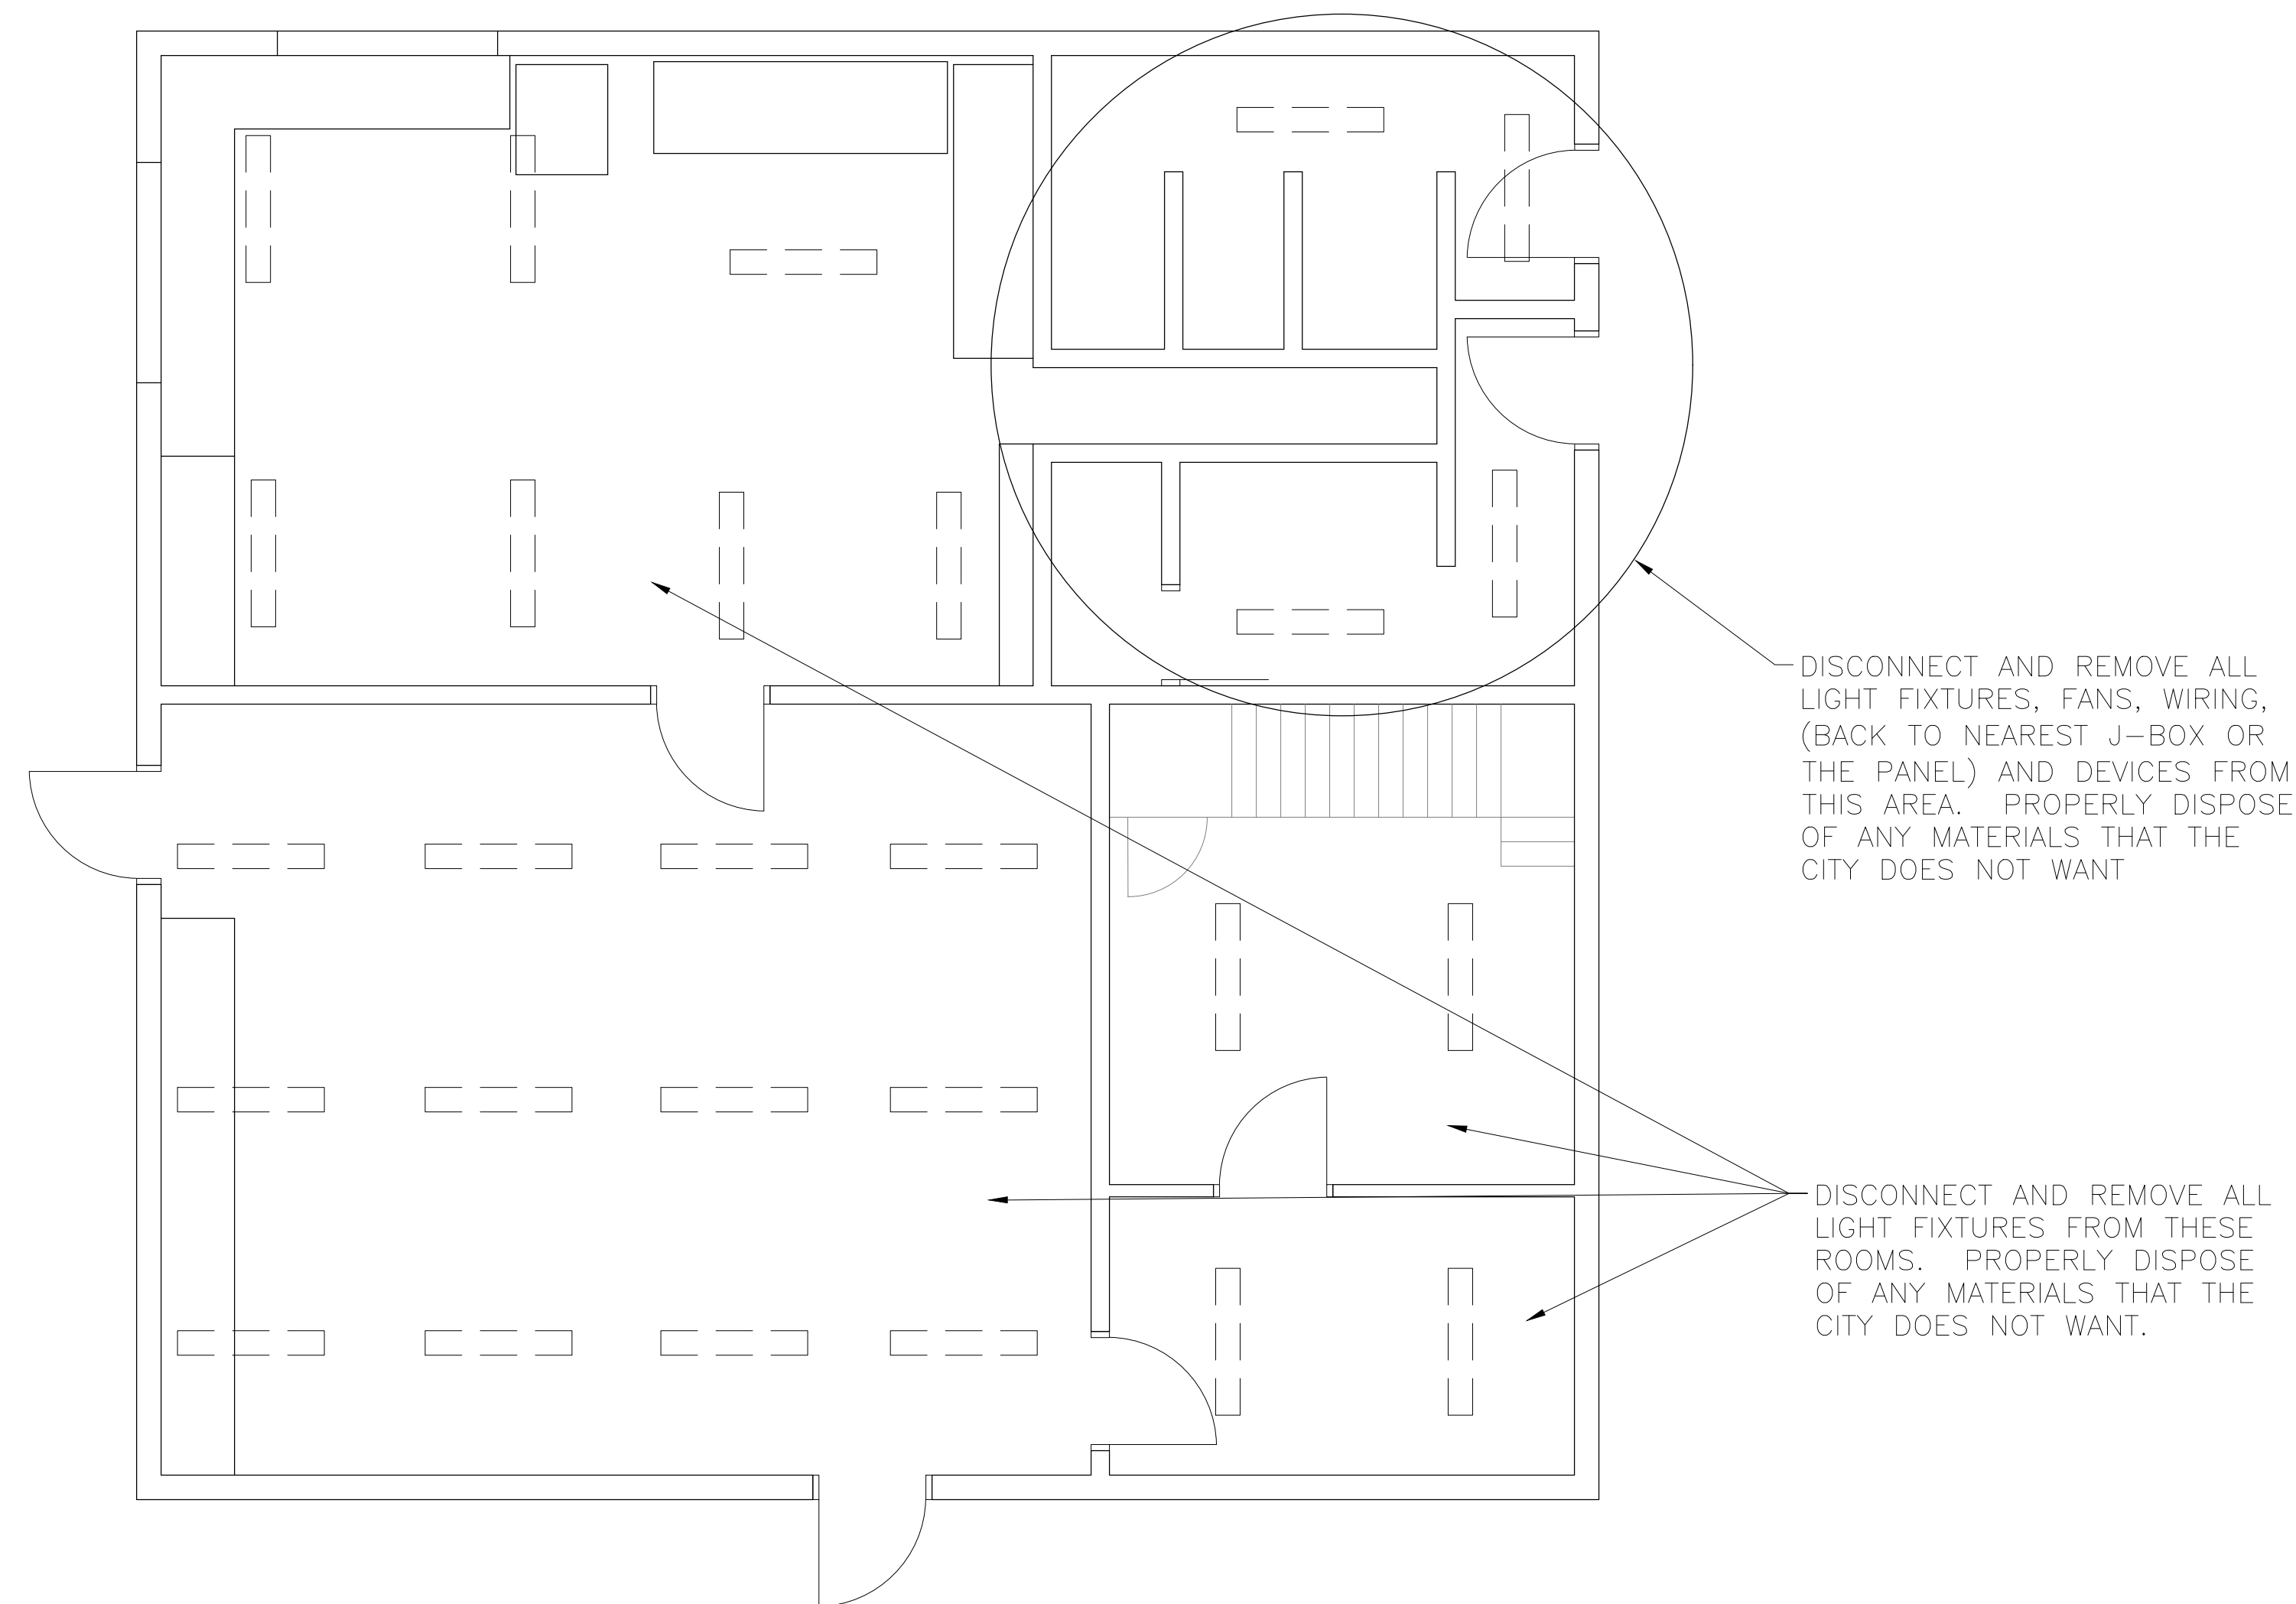 DISCONNECT AND REMOVE ALL
LIGHT FIXTURES, FANS, WIRING,
(BACK TO NEAREST J-BOX OR
THE PANEL) AND DEVICES FROM
THIS AREA. PROPERLY DISPOSE
OF ANY MATERIALS THAT THE
CITY DOES NOT WANT
DISCONNECT AND REMOVE ALL
LIGHT FIXTURES FROM THESE
ROOMS. PROPERLY DISPOSE
OF ANY MATERIALS THAT THE
CITY DOES NOT WANT.